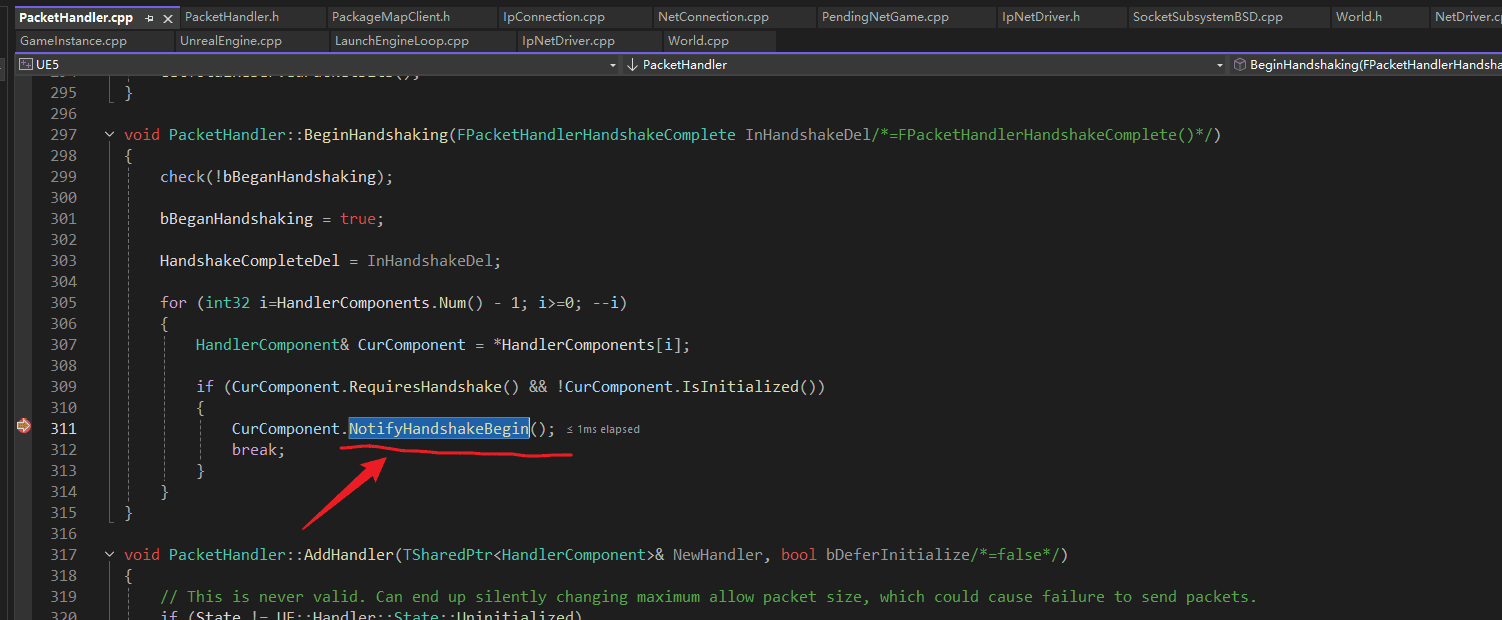 PacketHandler.cpp PacketHandler.h PackageMapClient.h IpConnection.cpp NetConnection.cpp PendingNetGame.cpp IpNetDriver.h SocketSubsystemBSD.cpp World.h NetDriver.c
GameInstance.cpp UnrealEngine.cpp LaunchEngineLoop.cpp IpNetDriver.cpp World.cpp
UE5 PacketHandler BeginHandshaking(FPacketHandlerHandsha
295 }
296
297 void PacketHandler::BeginHandshaking(FPacketHandlerHandshakeComplete InHandshakeDel/*=FPacketHandlerHandshakeComplete()*/)
298 {
299 check(!bBeganHandshaking);
300
301 bBeganHandshaking = true;
302
303 HandshakeCompleteDel = InHandshakeDel;
304
305 for (int32 i=HandlerComponents.Num() - 1; i>=0; --i)
306 {
307 HandlerComponent& CurComponent = *HandlerComponents[i];
308
309 if (CurComponent.RequiresHandshake() && !CurComponent.IsInitialized())
310 {
311 CurComponent.NotifyHandshakeBegin(); ≤ 1ms elapsed
312 break;
313 }
314 }
315 }
316
317 void PacketHandler::AddHandler(TSharedPtr<HandlerComponent>& NewHandler, bool bDeferInitialize/*=false*/)
318 {
319 // This is never valid. Can end up silently changing maximum allow packet size, which could cause failure to send packets.
320 if (State != UE::Handler::State::Uninitialized)